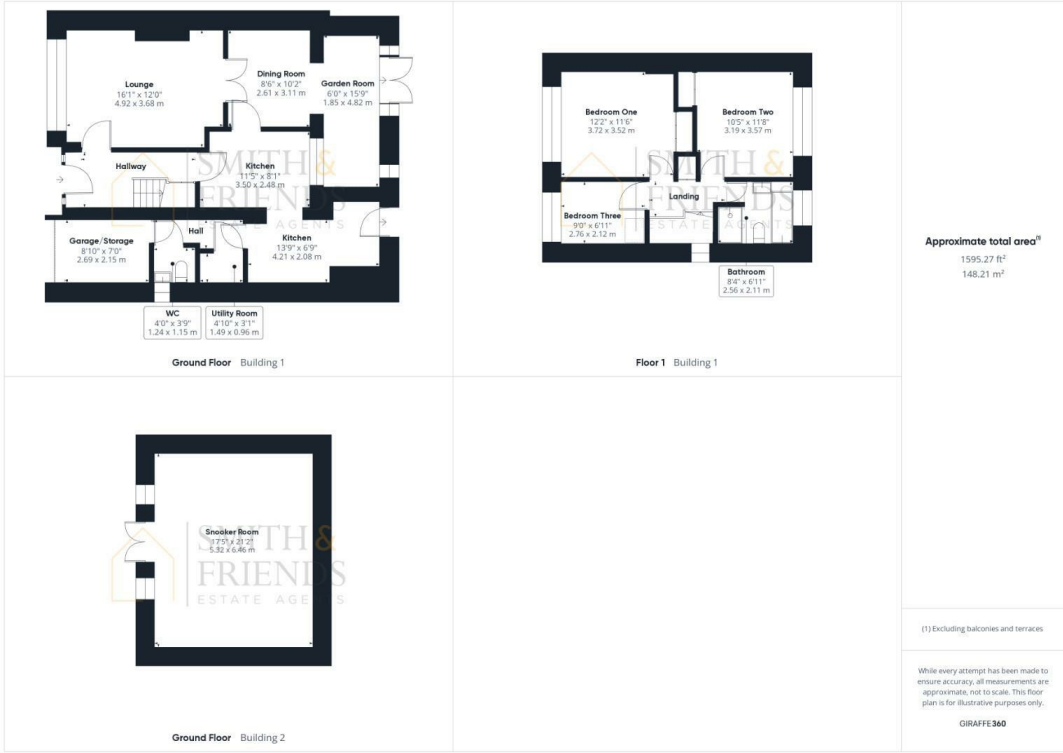 Lounge
16'1" x 12'0"
4.92 x 3.68 m
Dining Room
8'6" x 10'2"
2.61 x 3.11 m
Garden Room
6'0" x 15'9"
1.85 x 4.82 m
Hallway
Kitchen
11'5" x 8'1"
3.50 x 2.48 m
SMITH &
FRIENDS
ESTATE AGENTS
Garage/Storage
8'10" x 7'0"
2.69 x 2.15 m
Hall
Kitchen
13'9" x 6'9"
4.21 x 2.08 m
WC
4'0" x 3'9"
1.24 x 1.15 m
Utility Room
4'10" x 3'1"
1.49 x 0.96 m
Ground Floor Building 1
Bedroom One
12'2" x 11'6"
3.72 x 3.52 m
Bedroom Two
10'5" x 11'8"
3.19 x 3.57 m
SMITH &
FRIENDS
ESTATE AGENTS
Landing
Bedroom Three
9'0" x 6'11"
2.76 x 2.12 m
Bathroom
8'4" x 6'11"
2.56 x 2.11 m
Floor 1 Building 1
Snooker Room
17'5" x 21'2"
5.32 x 6.46 m
SMITH &
FRIENDS
ESTATE AGENTS
Ground Floor Building 2
Approximate total area(1)
1595.27 ft²
148.21 m²
(1) Excluding balconies and terraces
While every attempt has been made to
ensure accuracy, all measurements are
approximate, not to scale. This floor
plan is for illustrative purposes only.
GIRAFFE360